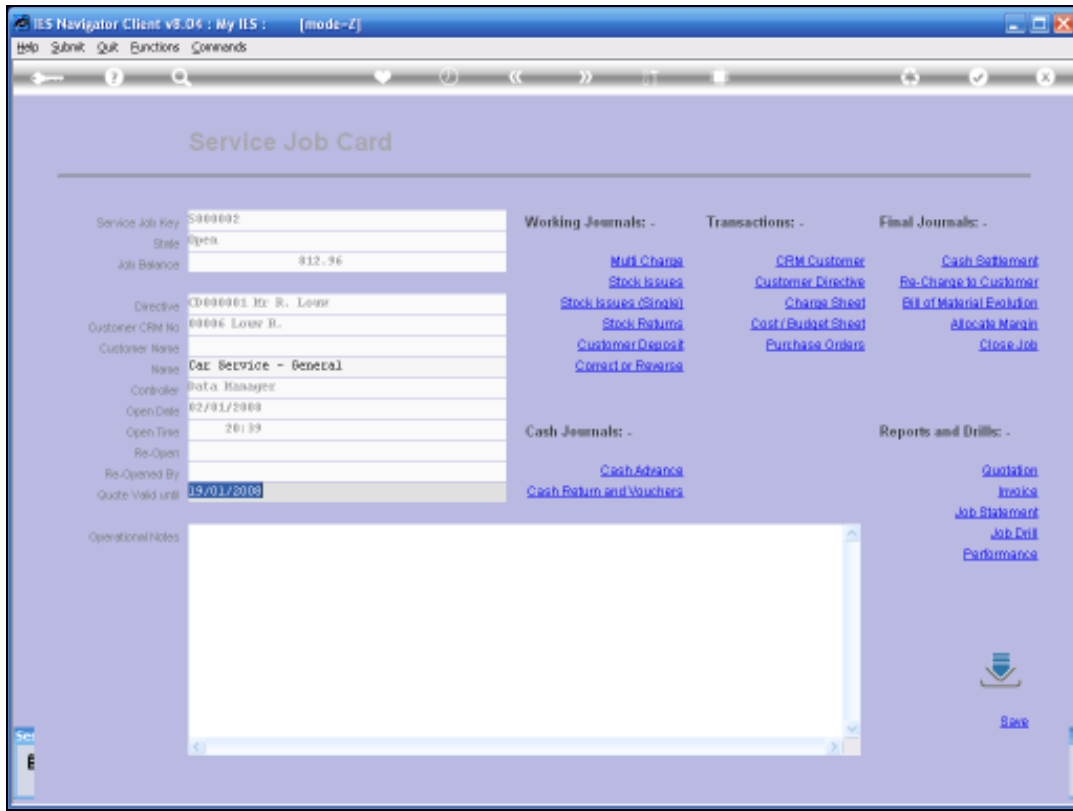 IES Navigator Client v8.04 : My IES : [mode-Z]
Help Submit Quit Functions Commands
Service Job Card
Service Job Key S000002
State Open
Job Balance 812.96
Directive CD000001 Mr R. Louw
Customer CRM No 00006 Louw R.
Customer Name
Name Car Service - General
Controller Data Manager
Open Date 02/01/2008
Open Time 20:39
Re-Open
Re-Opened By
Quote Valid until 19/01/2008
Operational Notes
Working Journals: -
Multi Charge
Stock Issues
Stock Issues (Single)
Stock Returns
Customer Deposit
Correct or Reverse
Transactions: -
CRM Customer
Customer Directive
Charge Sheet
Cost / Budget Sheet
Purchase Orders
Final Journals: -
Cash Settlement
Re-Charge to Customer
Bill of Material Evolution
Allocate Margin
Close Job
Cash Journals: -
Cash Advance
Cash Return and Vouchers
Reports and Drills: -
Quotation
Invoice
Job Statement
Job Drill
Performance
Save